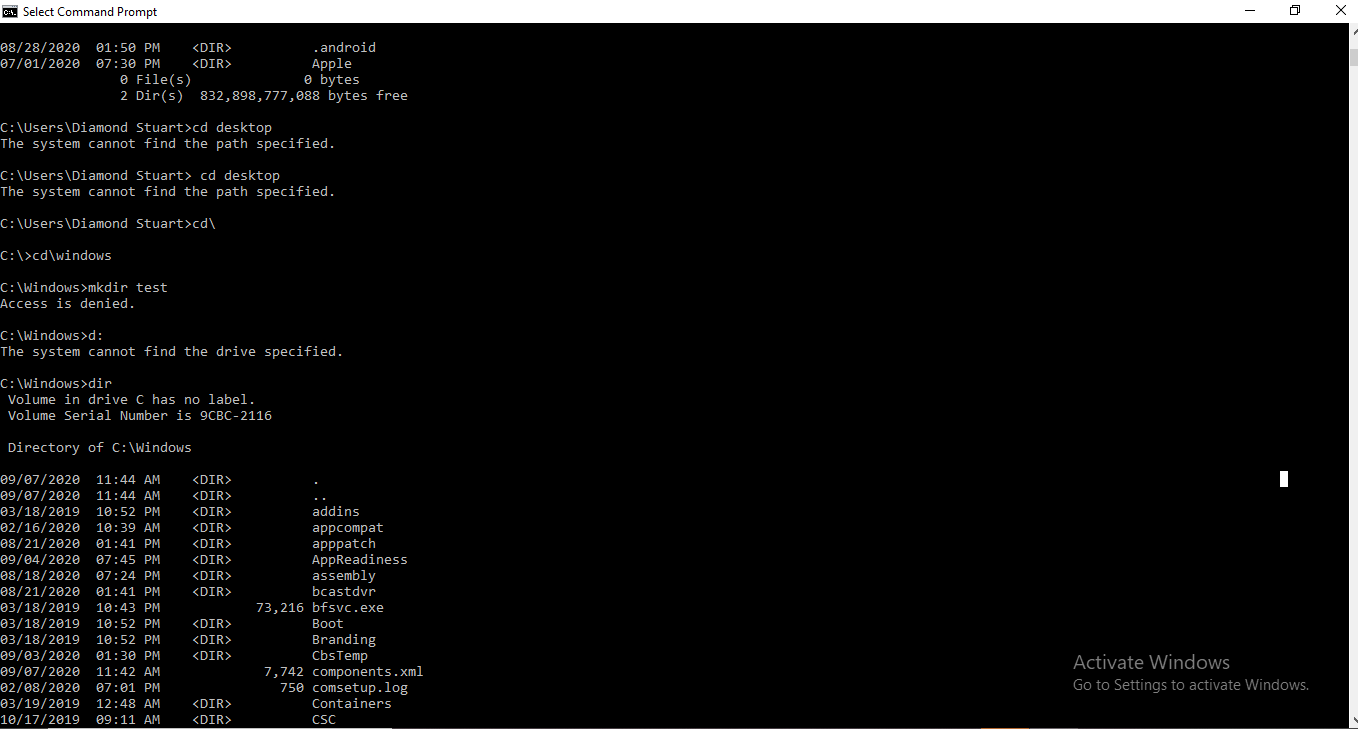 Select Command Prompt
08/28/2020  01:50 PM    <DIR>          .android
07/01/2020  07:30 PM    <DIR>          Apple
               0 File(s)              0 bytes
               2 Dir(s)  832,898,777,088 bytes free
C:\Users\Diamond Stuart>cd desktop
The system cannot find the path specified.
C:\Users\Diamond Stuart> cd desktop
The system cannot find the path specified.
C:\Users\Diamond Stuart>cd\
C:\>cd\windows
C:\Windows>mkdir test
Access is denied.
C:\Windows>d:
The system cannot find the drive specified.
C:\Windows>dir
 Volume in drive C has no label.
 Volume Serial Number is 9CBC-2116
 Directory of C:\Windows
09/07/2020  11:44 AM    <DIR>          .
09/07/2020  11:44 AM    <DIR>          ..
03/18/2019  10:52 PM    <DIR>          addins
02/16/2020  10:39 AM    <DIR>          appcompat
08/21/2020  01:41 PM    <DIR>          apppatch
09/04/2020  07:45 PM    <DIR>          AppReadiness
08/18/2020  07:24 PM    <DIR>          assembly
08/21/2020  01:41 PM    <DIR>          bcastdvr
03/18/2019  10:43 PM            73,216 bfsvc.exe
03/18/2019  10:52 PM    <DIR>          Boot
03/18/2019  10:52 PM    <DIR>          Branding
09/03/2020  01:30 PM    <DIR>          CbsTemp
09/07/2020  11:42 AM             7,742 components.xml
02/08/2020  07:01 PM               750 comsetup.log
03/19/2019  12:48 AM    <DIR>          Containers
10/17/2019  09:11 AM    <DIR>          CSC
Activate Windows
Go to Settings to activate Windows.